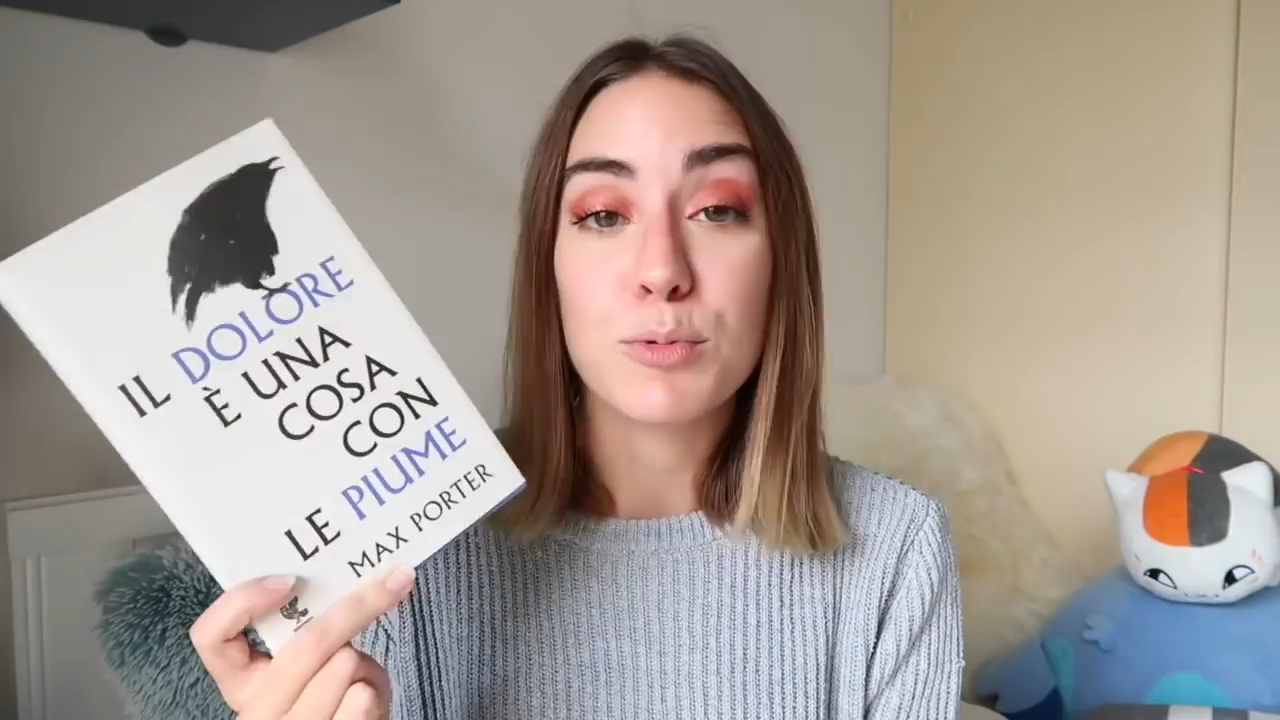 IL DOLORE
È UNA
COSA
CON
LE PIUME
MAX PORTER